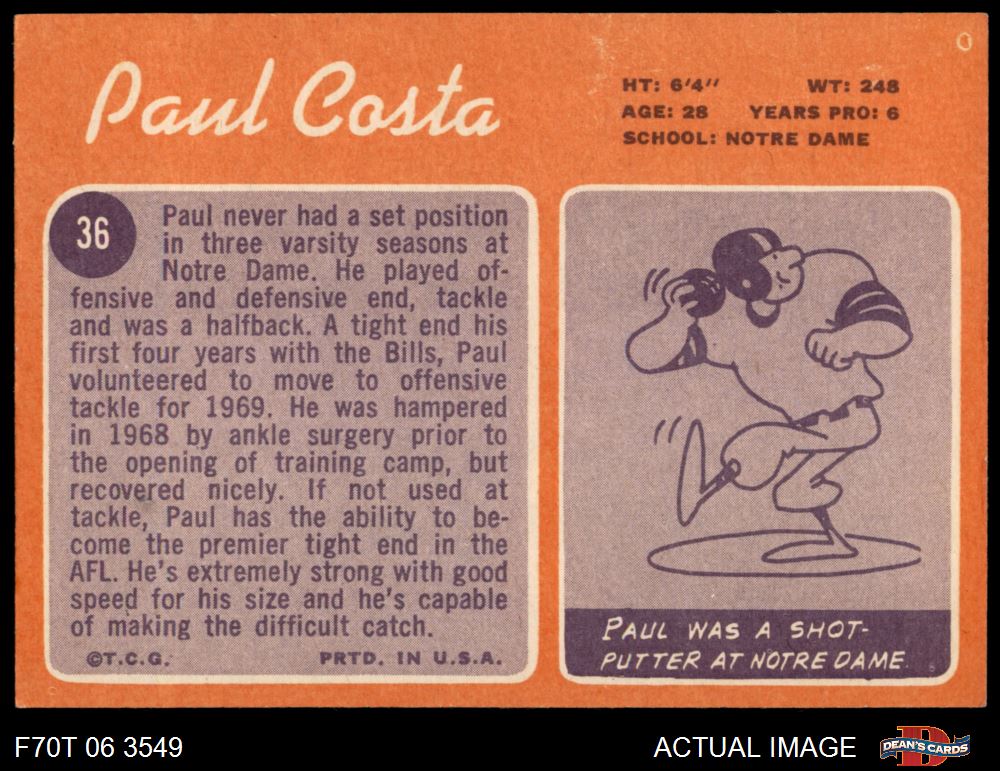 Paul Costa
HT: 6'4'' WT: 248
AGE: 28 YEARS PRO: 6
SCHOOL: NOTRE DAME
36
Paul never had a set position
in three varsity seasons at
Notre Dame. He played of-
fensive and defensive end, tackle
and was a halfback. A tight end his
first four years with the Bills, Paul
volunteered to move to offensive
tackle for 1969. He was hampered
in 1968 by ankle surgery prior to
the opening of training camp, but
recovered nicely. If not used at
tackle, Paul has the ability to be-
come the premier tight end in the
AFL. He's extremely strong with good
speed for his size and he's capable
of making the difficult catch.
©T.C.G. PRTD. IN U.S.A.
PAUL WAS A SHOT-
PUTTER AT NOTRE DAME.
F70T 06 3549
ACTUAL IMAGE
DEAN'S CARDS